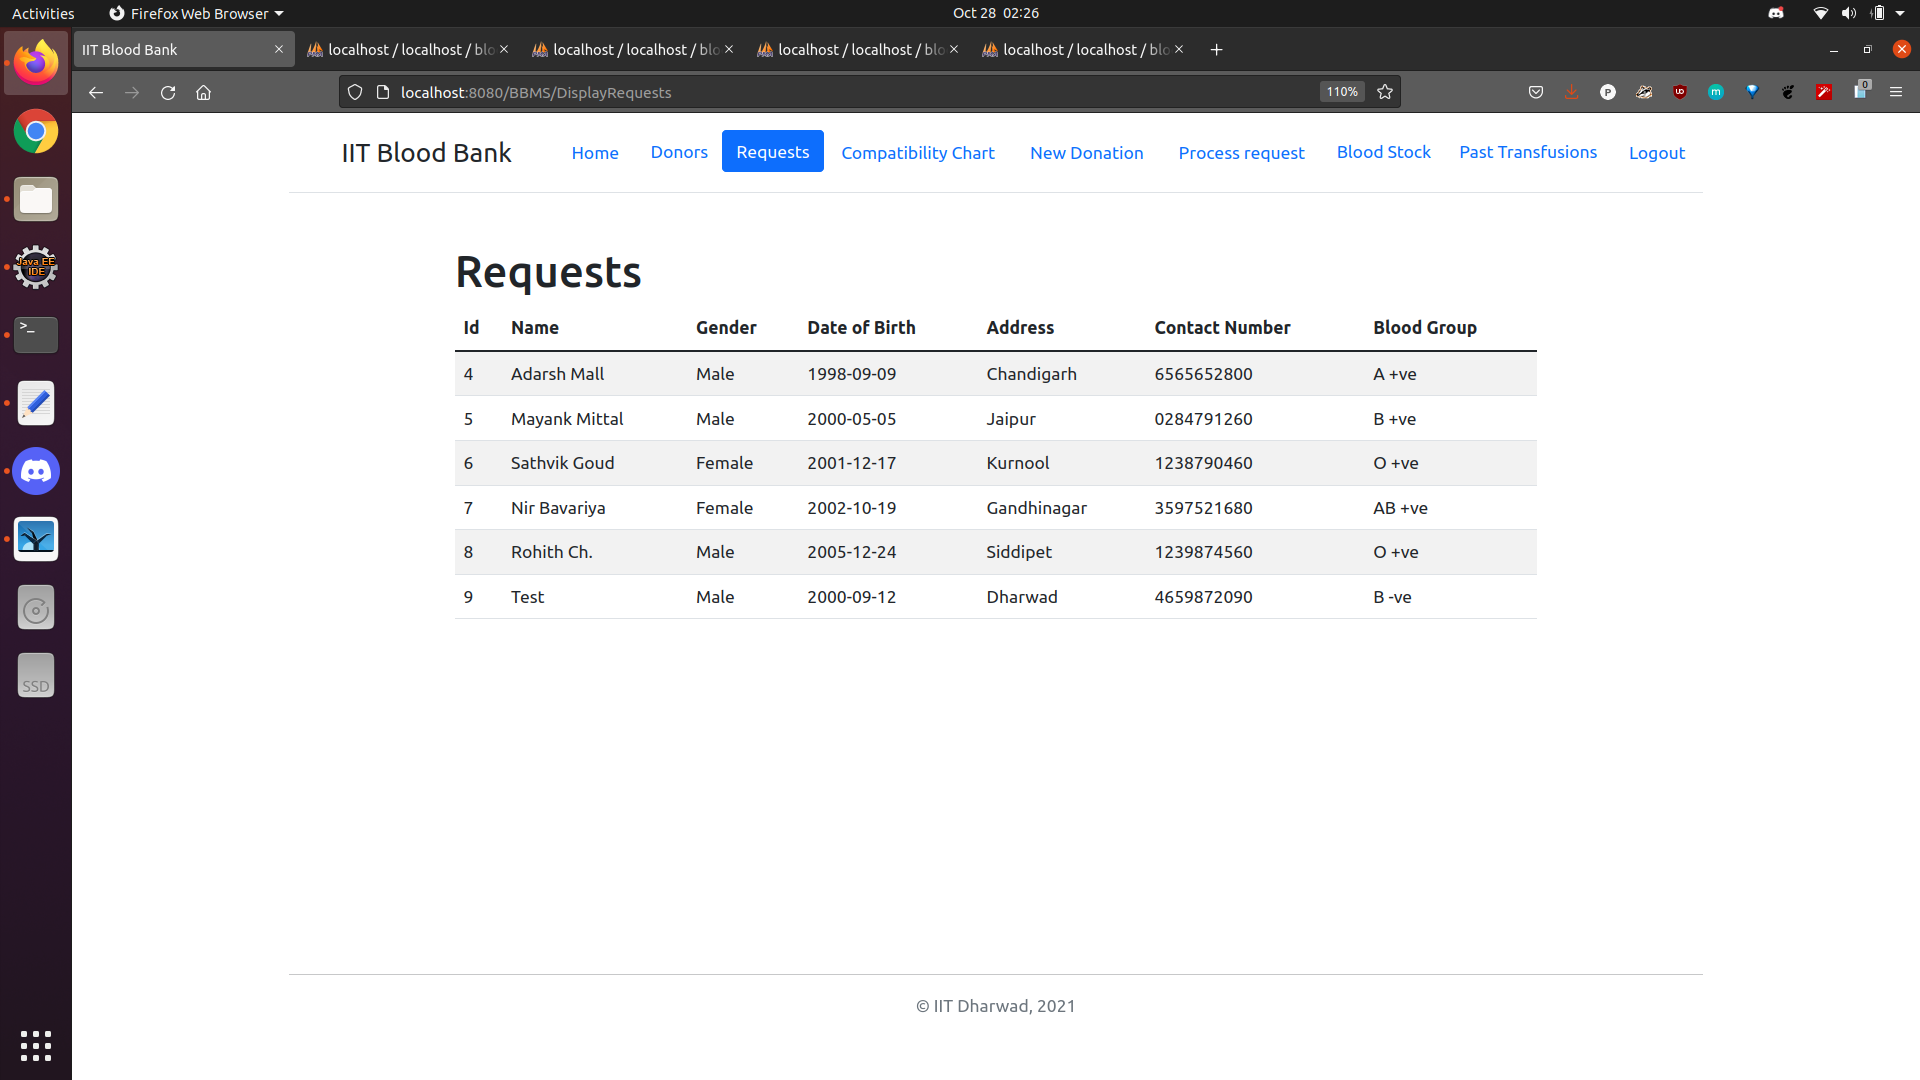 Activities Firefox Web Browser Oct 28 02:26
IIT Blood Bank localhost / localhost / blo localhost / localhost / blo localhost / localhost / blo localhost / localhost / blo
localhost:8080/BBMS/DisplayRequests 110% 0
IIT Blood Bank Home Donors Requests Compatibility Chart New Donation Process request Blood Stock Past Transfusions Logout
Requests
Id Name Gender Date of Birth Address Contact Number Blood Group
4 Adarsh Mall Male 1998-09-09 Chandigarh 6565652800 A +ve
5 Mayank Mittal Male 2000-05-05 Jaipur 0284791260 B +ve
6 Sathvik Goud Female 2001-12-17 Kurnool 1238790460 O +ve
7 Nir Bavariya Female 2002-10-19 Gandhinagar 3597521680 AB +ve
8 Rohith Ch. Male 2005-12-24 Siddipet 1239874560 O +ve
9 Test Male 2000-09-12 Dharwad 4659872090 B -ve
© IIT Dharwad, 2021
Java EE
IDE
>_
SSD